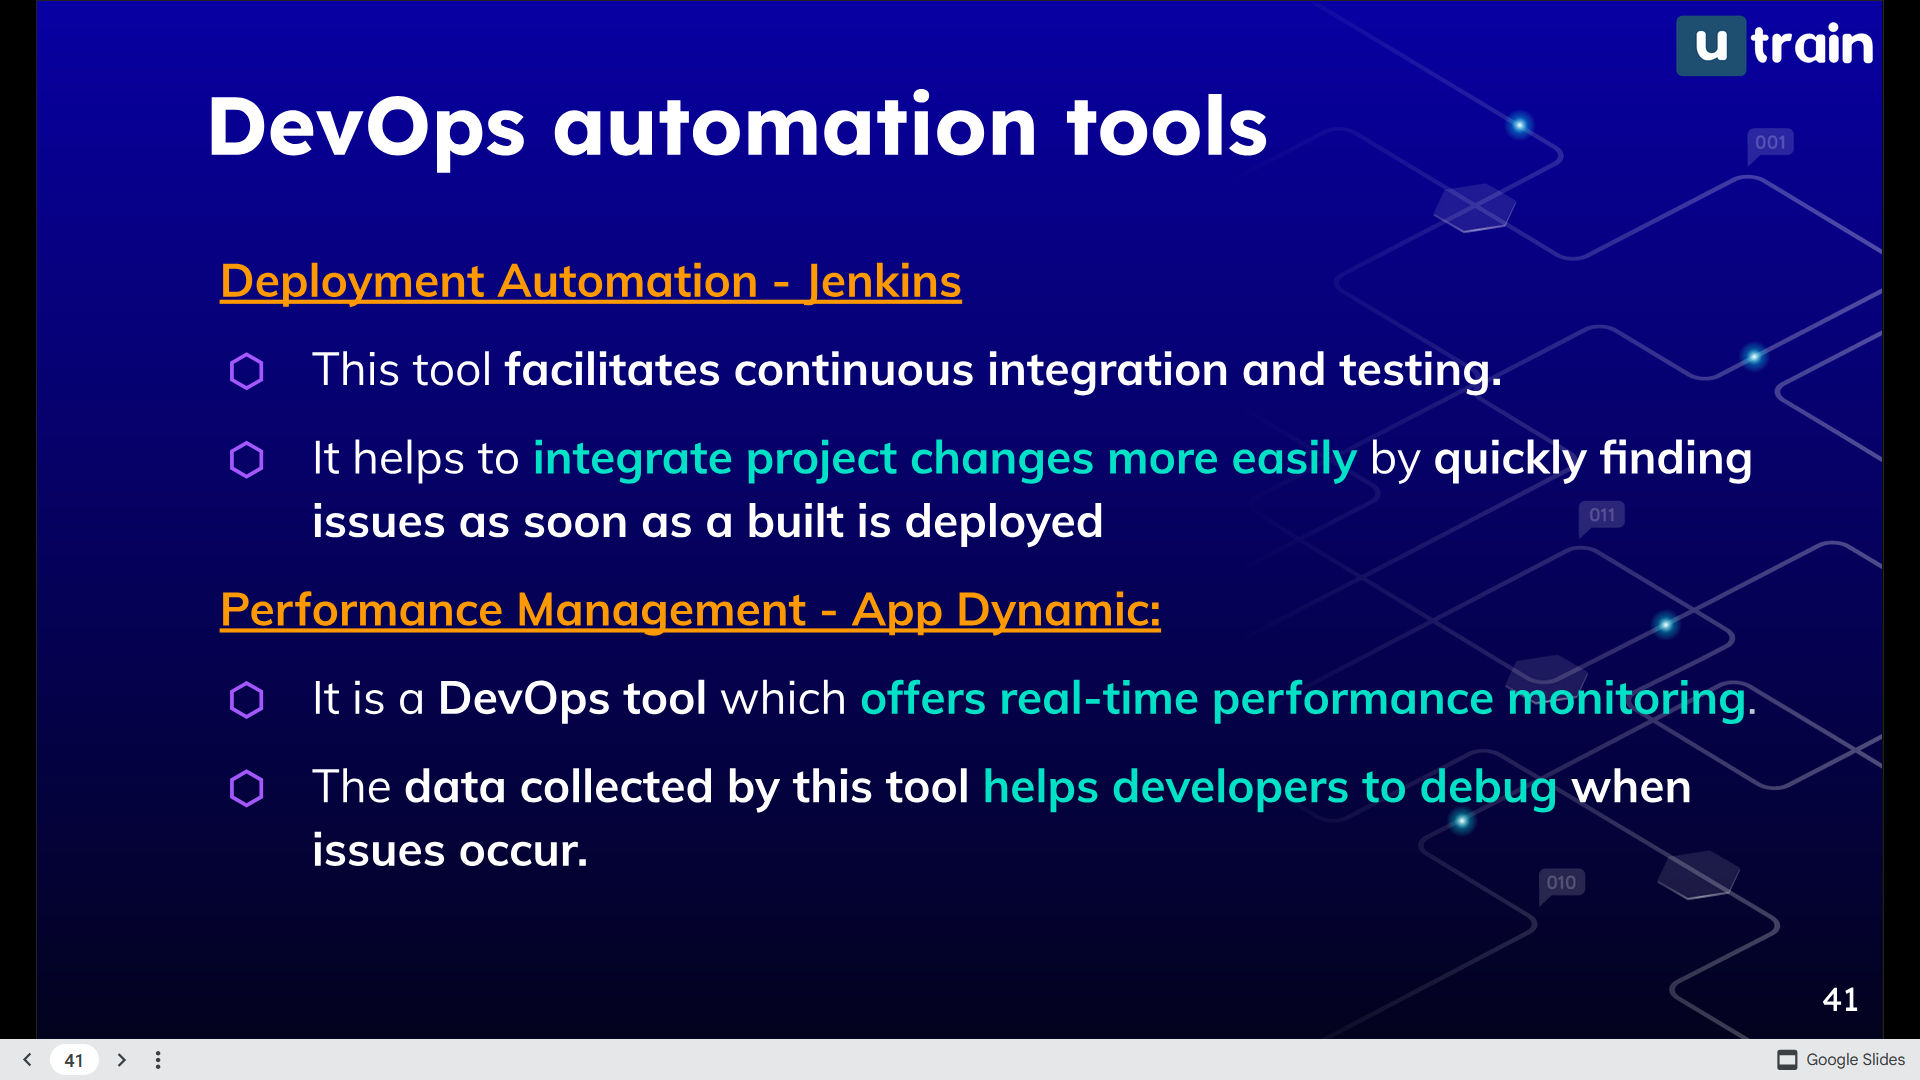 u train
DevOps automation tools
001
Deployment Automation - Jenkins
This tool facilitates continuous integration and testing.
It helps to integrate project changes more easily by quickly finding
issues as soon as a built is deployed
011
Performance Management - App Dynamic:
It is a DevOps tool which offers real-time performance monitoring.
The data collected by this tool helps developers to debug when
issues occur.
010
41
41
Google Slides